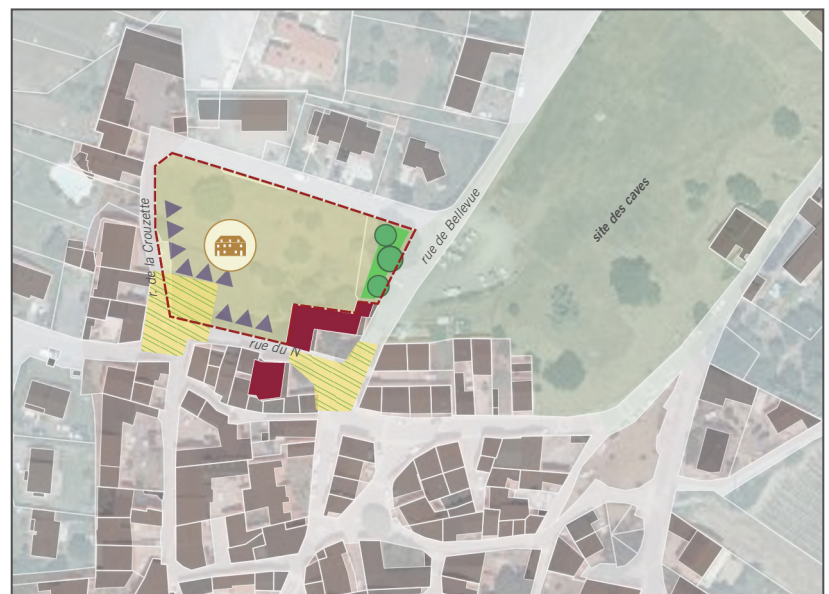 r. de la Crouzette
rue de Bellevue
site des caves
rue du N